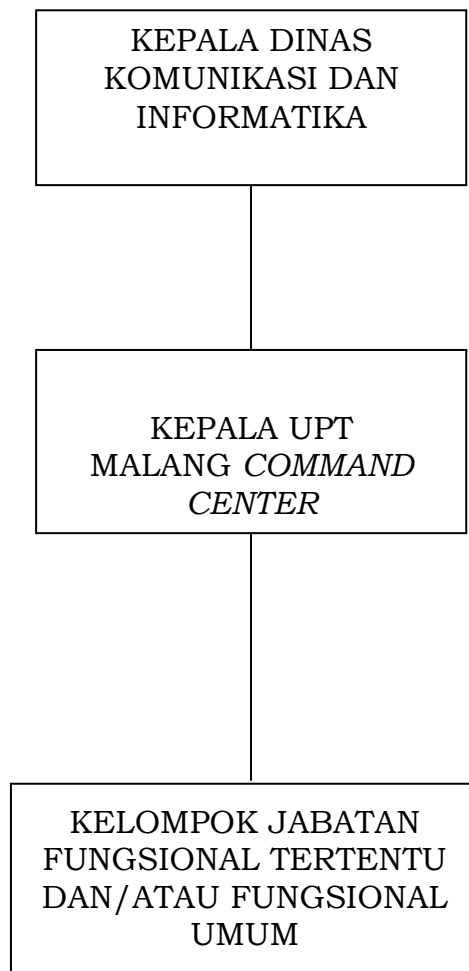 KEPALA DINAS
KOMUNIKASI DAN
INFORMATIKA
KEPALA UPT
MALANG COMMAND
CENTER
KELOMPOK JABATAN
FUNGSIONAL TERTENTU
DAN/ATAU FUNGSIONAL
UMUM